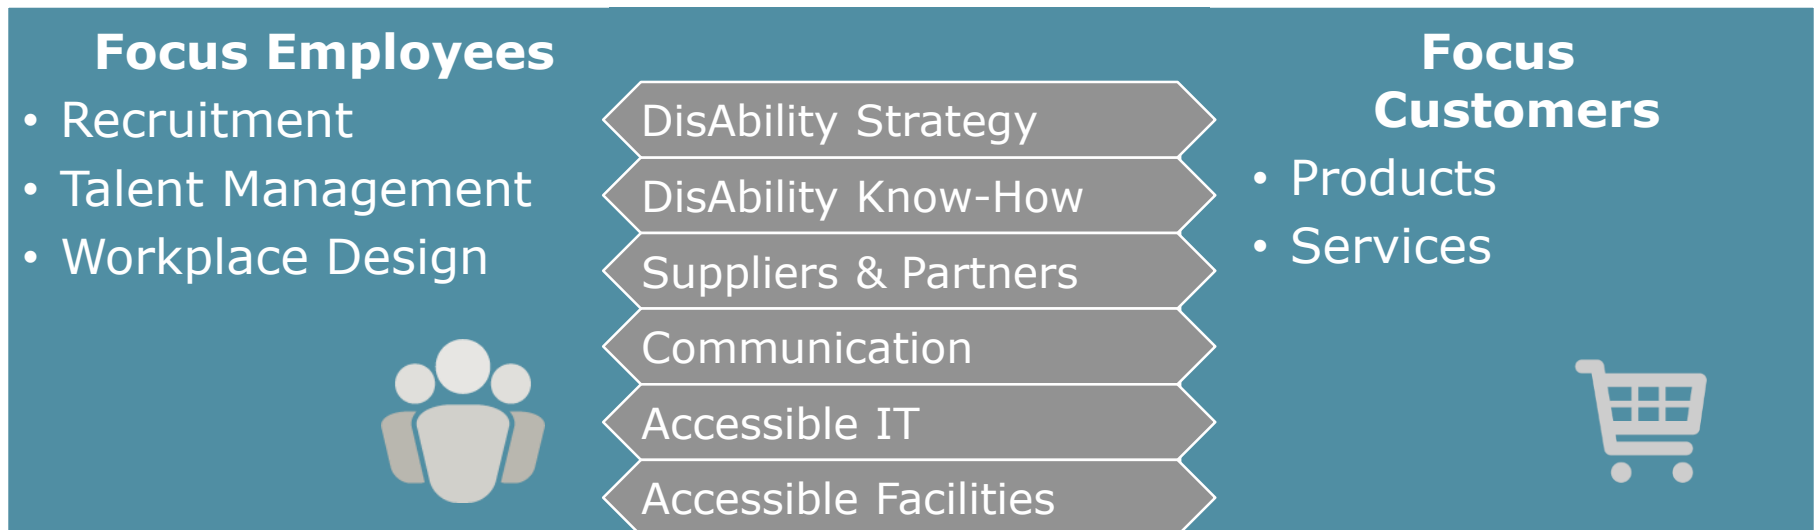 Focus Employees
• Recruitment
• Talent Management
• Workplace Design
DisAbility Strategy
DisAbility Know-How
Suppliers & Partners
Communication
Accessible IT
Accessible Facilities
Focus
Customers
• Products
• Services